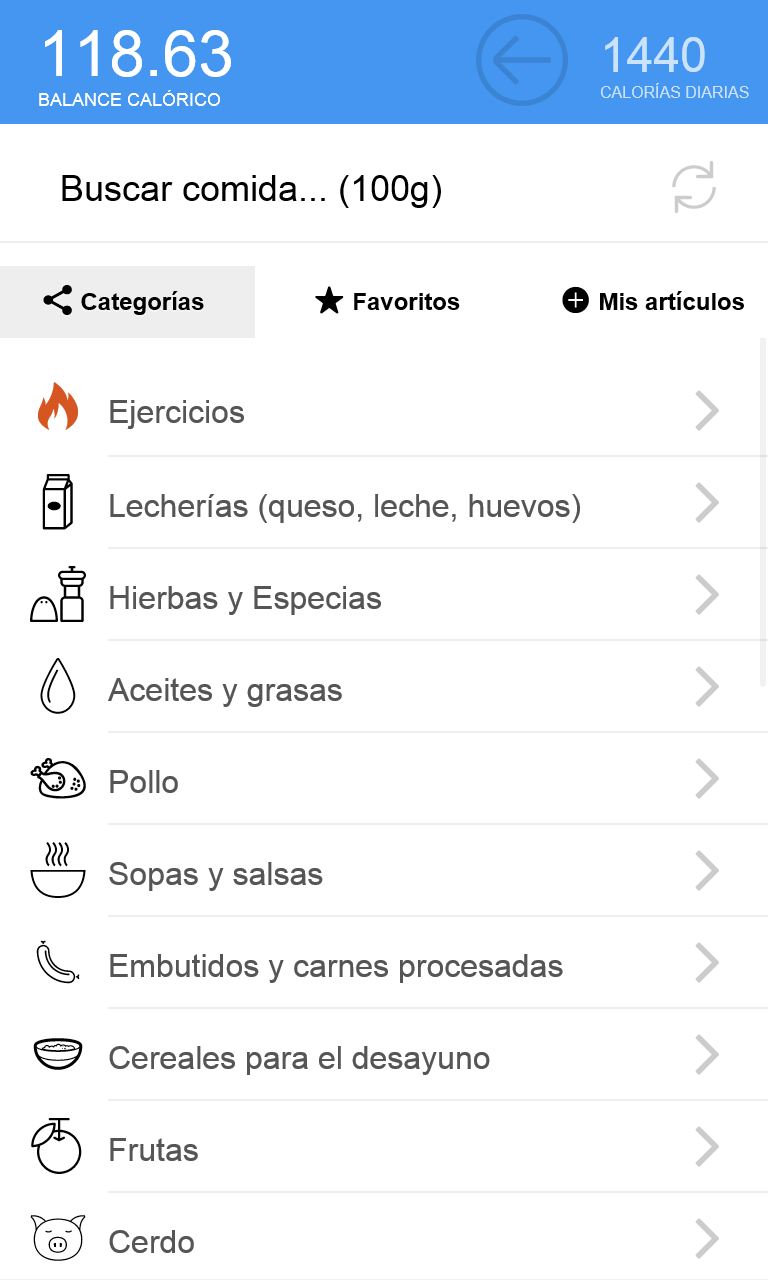 118.63
BALANCE CALÓRICO
1440
CALORÍAS DIARIAS
Buscar comida... (100g)
Categorías
Favoritos
Mis artículos
Ejercicios
Lecherías (queso, leche, huevos)
Hierbas y Especias
Aceites y grasas
Pollo
Sopas y salsas
Embutidos y carnes procesadas
Cereales para el desayuno
Frutas
Cerdo